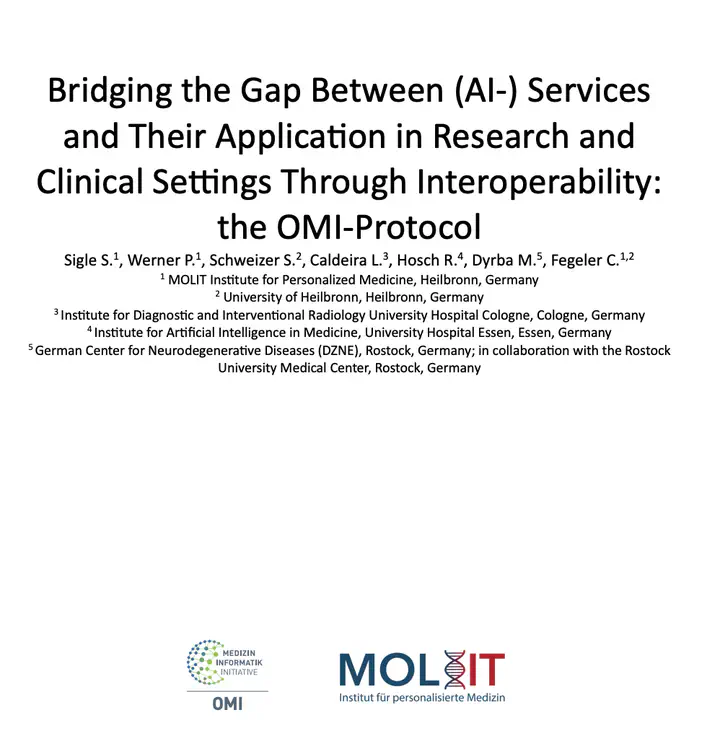 Bridging the Gap Between (AI-) Services
and Their Application in Research and
Clinical Settings Through Interoperability:
the OMI-Protocol
Sigle S.¹, Werner P.¹, Schweizer S.², Caldeira L.³, Hosch R.⁴, Dyrba M.⁵, Fegeler C.¹,²
¹ MOLIT Institute for Personalized Medicine, Heilbronn, Germany
² University of Heilbronn, Heilbronn, Germany
³ Institute for Diagnostic and Interventional Radiology University Hospital Cologne, Cologne, Germany
⁴ Institute for Artificial Intelligence in Medicine, University Hospital Essen, Essen, Germany
⁵ German Center for Neurodegenerative Diseases (DZNE), Rostock, Germany; in collaboration with the Rostock
University Medical Center, Rostock, Germany
MEDIZIN
INFORMATIK
INITIATIVE
OMI
MOLIT
Institut für personalisierte Medizin